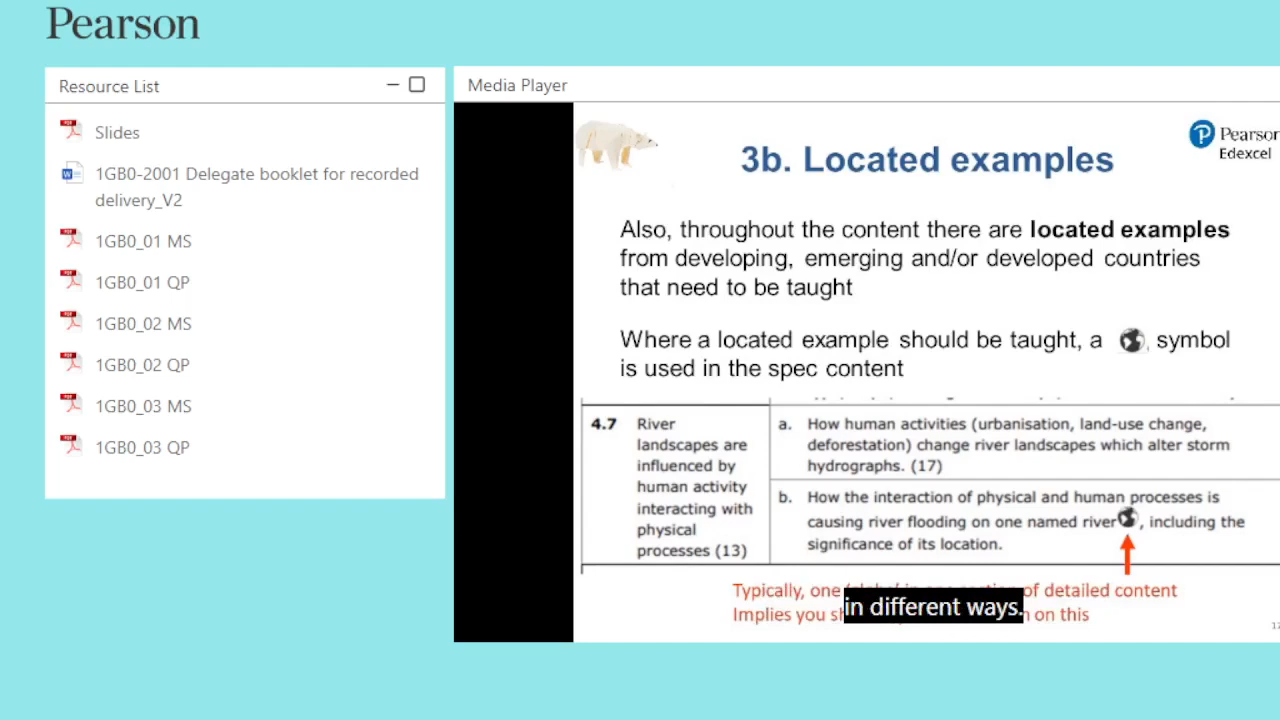 Pearson
Resource List
Slides
1GB0-2001 Delegate booklet for recorded
delivery_V2
1GB0_01 MS
1GB0_01 QP
1GB0_02 MS
1GB0_02 QP
1GB0_03 MS
1GB0_03 QP
Media Player
Pearson
Edexcel
3b. Located examples
Also, throughout the content there are located examples
from developing, emerging and/or developed countries
that need to be taught
Where a located example should be taught, a symbol
is used in the spec content
4.7 River
landscapes are
influenced by
human activity
interacting with
physical
processes (13)
a. How human activities (urbanisation, land-use change,
deforestation) change river landscapes which alter storm
hydrographs. (17)
b. How the interaction of physical and human processes is
causing river flooding on one named river, including the
significance of its location.
Typically, one of detailed content
Implies you on this
in different ways.